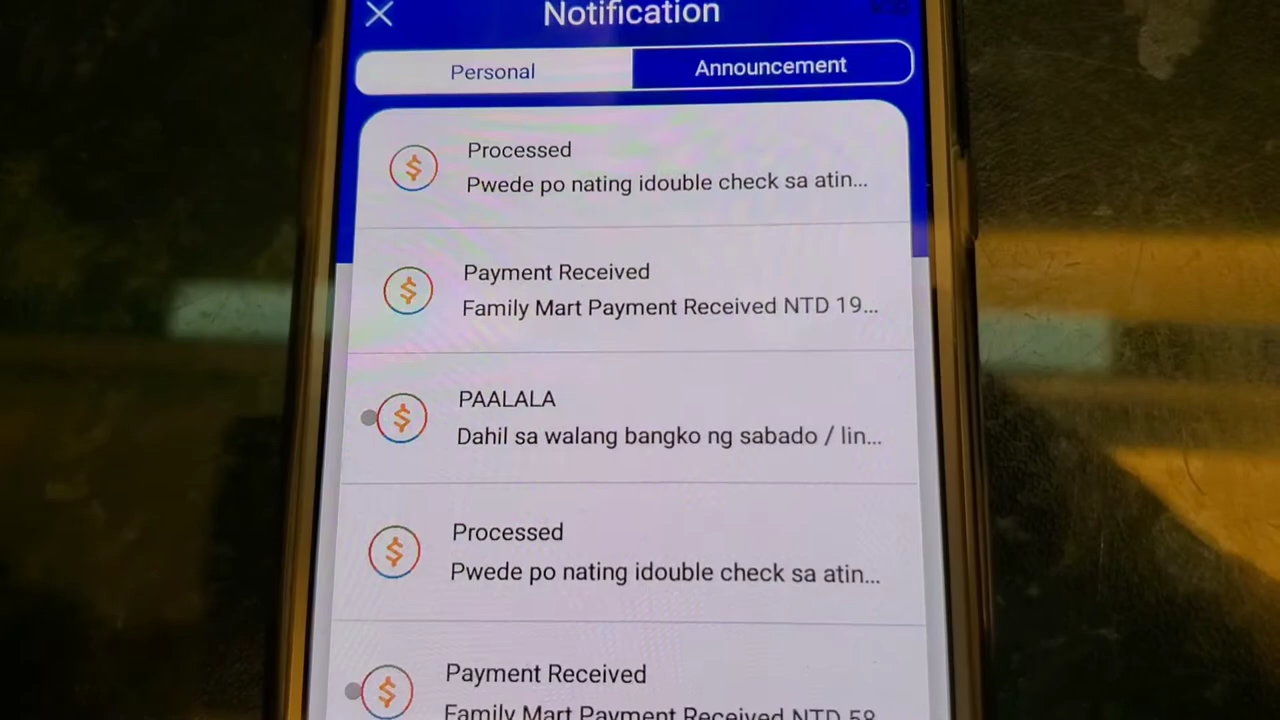 Notification
Personal
Announcement
Processed
Pwede po nating idouble check sa atin...
Payment Received
Family Mart Payment Received NTD 19...
PAALALA
Dahil sa walang bangko ng sabado / lin...
Processed
Pwede po nating idouble check sa atin...
Payment Received
Family Mart Payment Received NTD 58